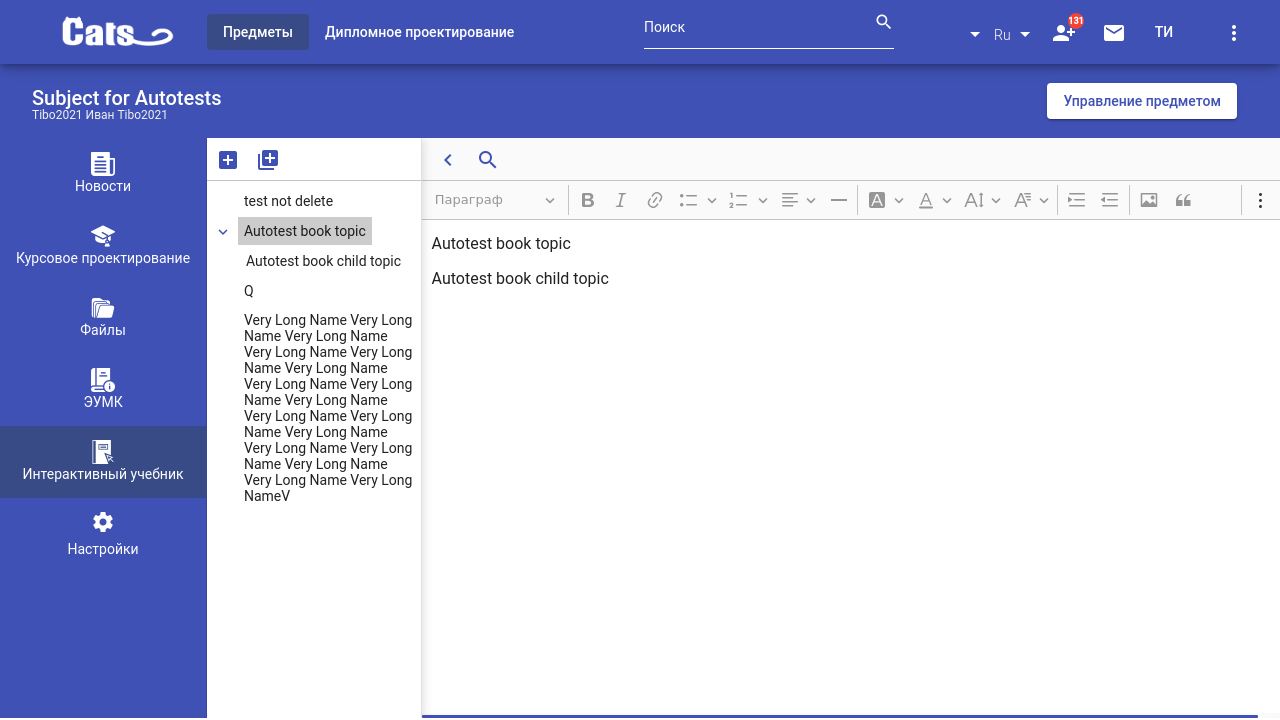 Cats
Предметы
Дипломное проектирование
Поиск
Ru
131
ТИ
Subject for Autotests
Tibo2021 Иван Tibo2021
Управление предметом
Новости
Курсовое проектирование
Файлы
ЭУМК
Интерактивный учебник
Настройки
test not delete
Autotest book topic
Autotest book child topic
Q
Very Long Name Very Long
Name Very Long Name
Very Long Name Very Long
Name Very Long Name
Very Long Name Very Long
Name Very Long Name
Very Long Name Very Long
Name Very Long Name
Very Long Name Very Long
Name Very Long Name
Very Long Name Very Long
NameV
Параграф
Autotest book topic
Autotest book child topic